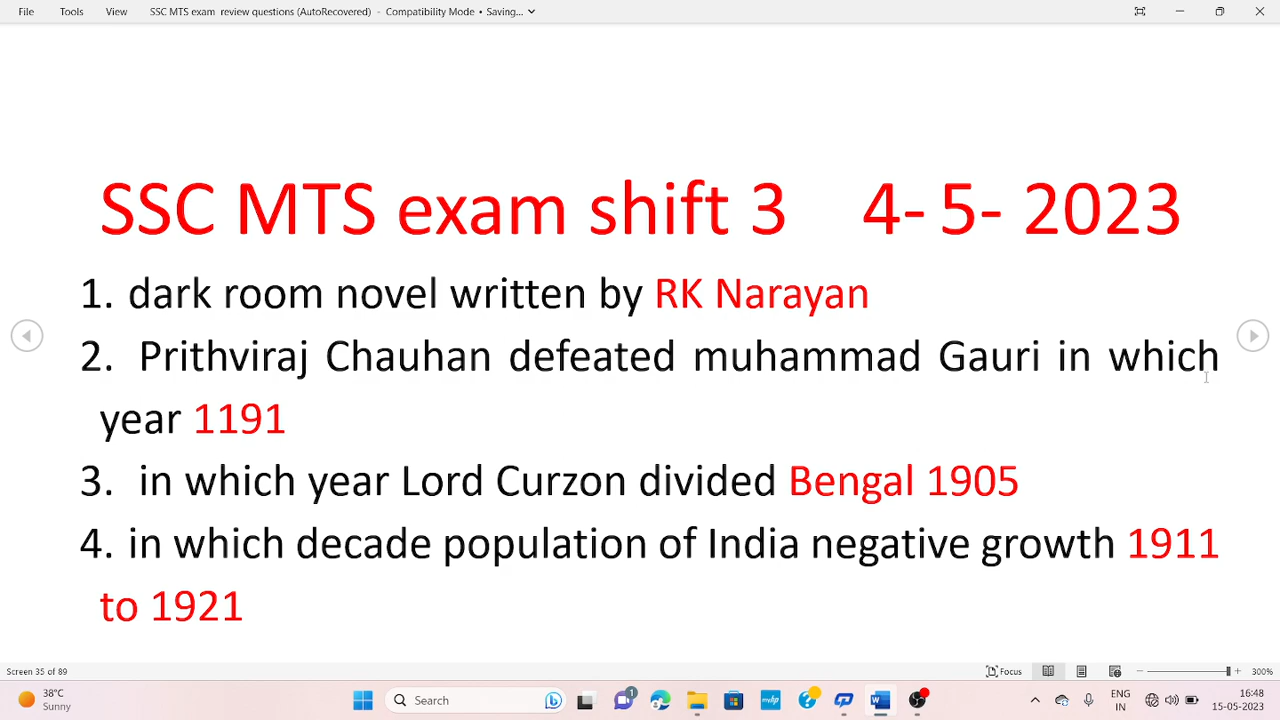 File Tools View SSC MTS exam review questions (AutoRecovered) - Compatibility Mode • Saving...
SSC MTS exam shift 3 4- 5- 2023
1. dark room novel written by RK Narayan
2. Prithviraj Chauhan defeated muhammad Gauri in which
year 1191
3. in which year Lord Curzon divided Bengal 1905
4. in which decade population of India negative growth 1911
to 1921
Screen 35 of 89 Focus 300%
38°C
Sunny
Search
1
ENG
IN
16:48
15-05-2023